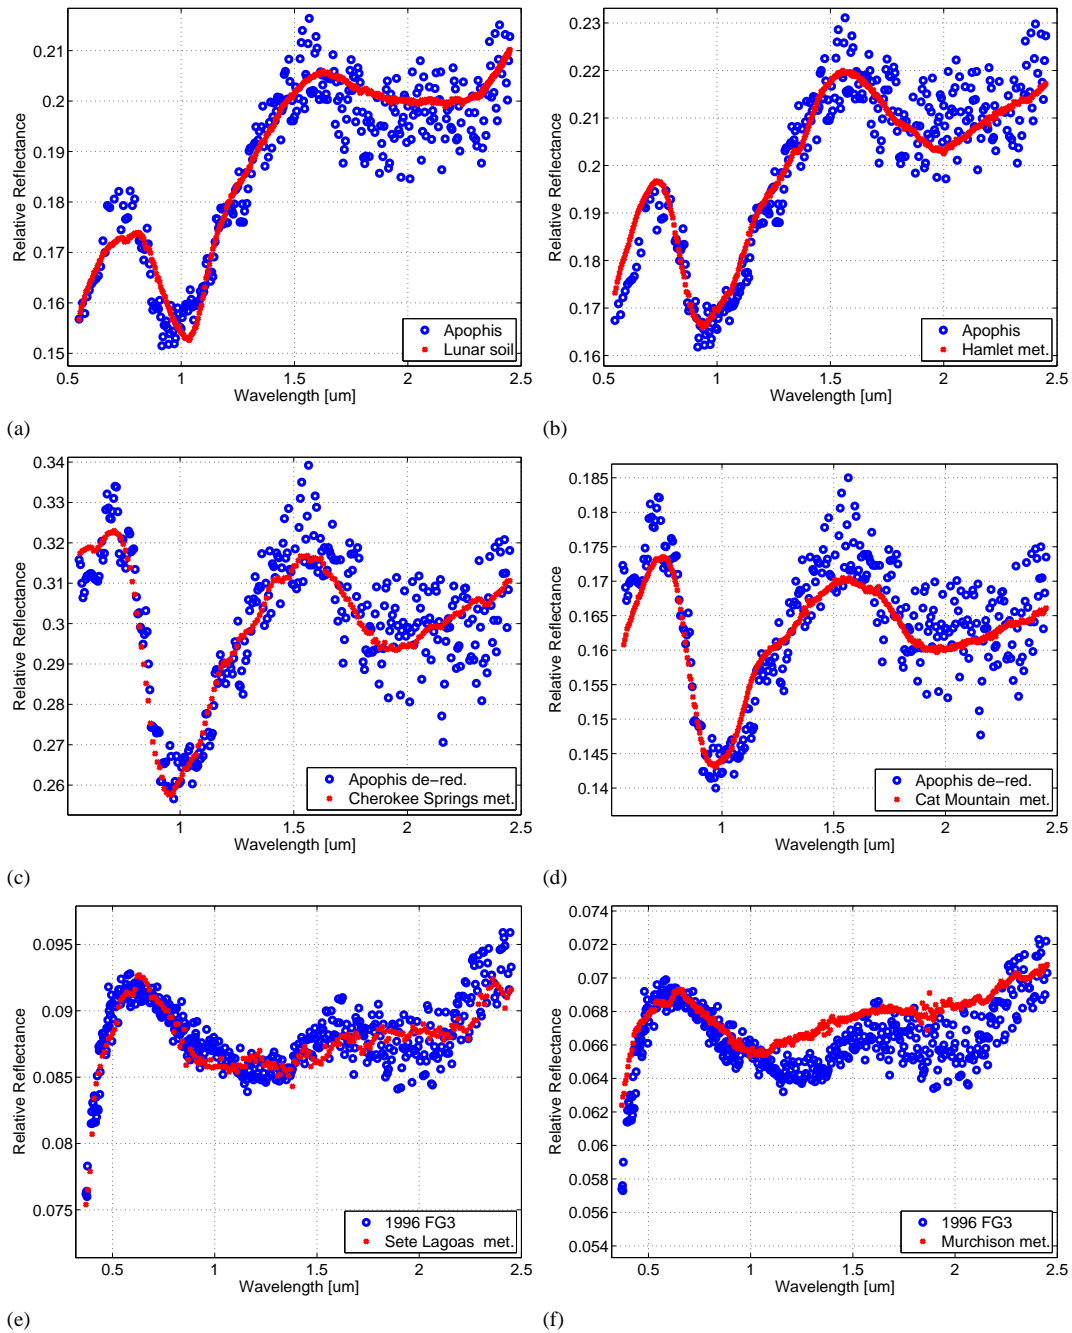 0.21
0.2
0.19
0.18
0.17
0.16
0.15
Relative Reflectance
Apophis
Lunar soil
0.5 1 1.5 2 2.5
Wavelength [um]
(a)
0.23
0.22
0.21
0.2
0.19
0.18
0.17
0.16
Relative Reflectance
Apophis
Hamlet met.
0.5 1 1.5 2 2.5
Wavelength [um]
(b)
0.34
0.33
0.32
0.31
0.3
0.29
0.28
0.27
0.26
Relative Reflectance
Apophis de-red.
Cherokee Springs met.
1 1.5 2 2.5
Wavelength [um]
(c)
0.185
0.18
0.175
0.17
0.165
0.16
0.155
0.15
0.145
0.14
Relative Reflectance
Apophis de-red.
Cat Mountain met.
1 1.5 2 2.5
Wavelength [um]
(d)
0.095
0.09
0.085
0.08
0.075
Relative Reflectance
1996 FG3
Sete Lagoas met.
0.5 1 1.5 2 2.5
Wavelength [um]
(e)
0.074
0.072
0.07
0.068
0.066
0.064
0.062
0.06
0.058
0.056
0.054
Relative Reflectance
1996 FG3
Murchison met.
0.5 1 1.5 2 2.5
Wavelength [um]
(f)